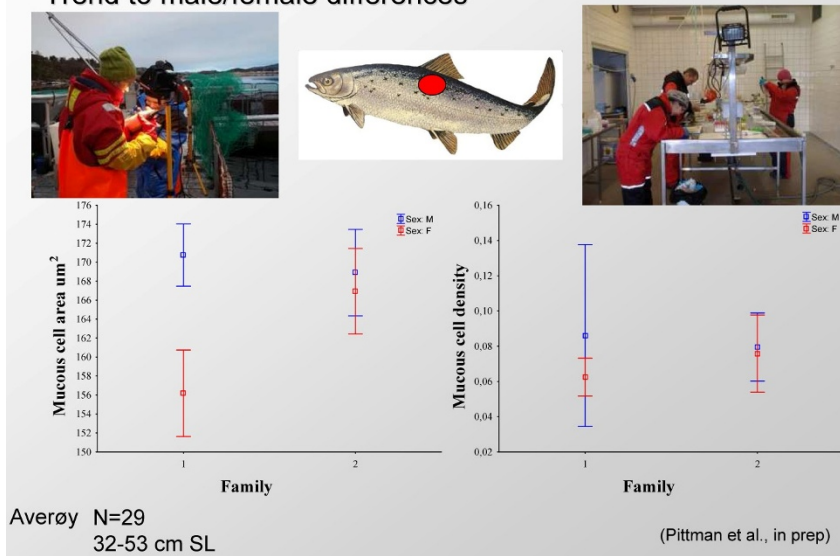 Trend to male/female differences
Mucous cell area um²
176
174
172
170
168
166
164
162
160
158
156
154
152
150
1
2
Family
Sex: M
Sex: F
Mucous cell density
0,16
0,14
0,12
0,10
0,08
0,06
0,04
0,02
1
2
Family
Sex: M
Sex: F
Averøy N=29
32-53 cm SL
(Pittman et al., in prep)